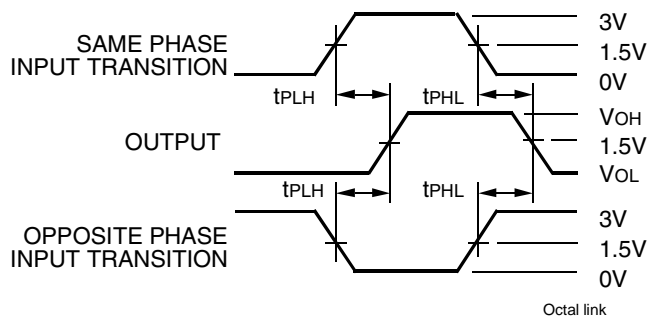 3V
SAME PHASE
INPUT TRANSITION
1.5V
0V
tPLH
tPHL
VOH
OUTPUT
1.5V
VOL
tPLH
tPHL
3V
OPPOSITE PHASE
INPUT TRANSITION
1.5V
0V
Octal link